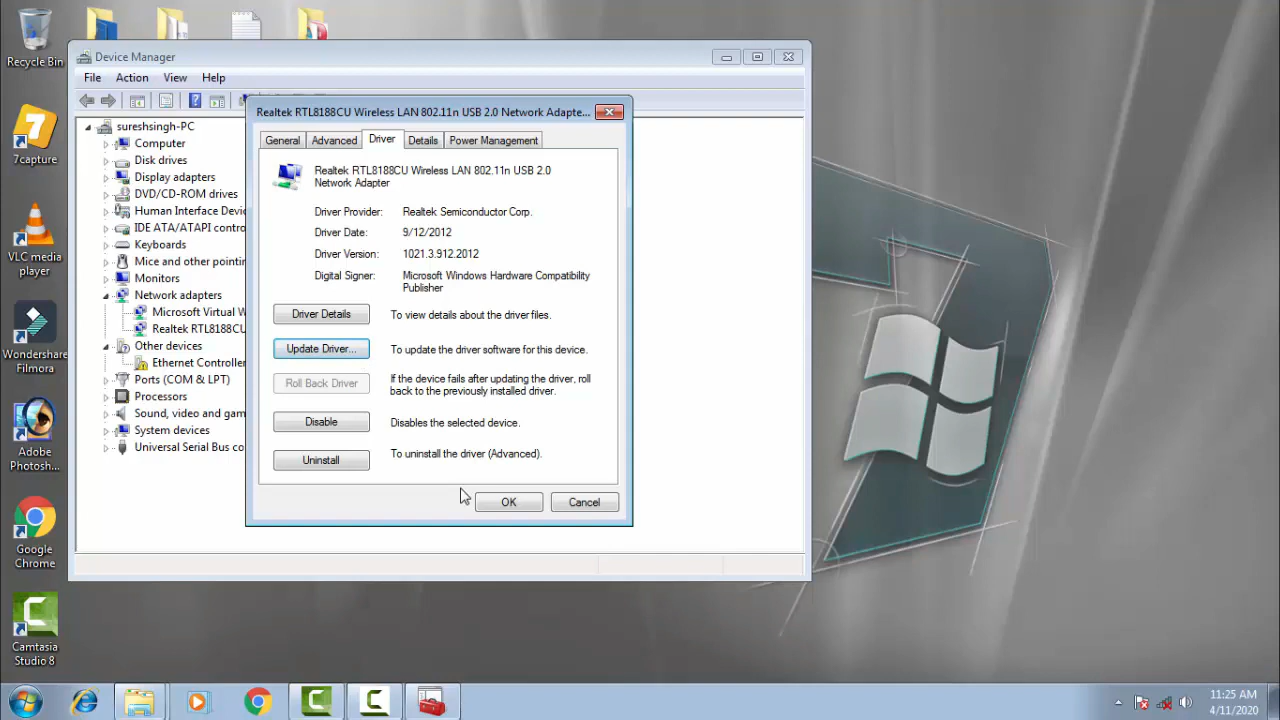 Recycle Bin
7capture
VLC media
player
Wondershare
Filmora
Adobe
Photosh...
Google
Chrome
Camtasia
Studio 8
Device Manager
File Action View Help
sureshsingh-PC
Computer
Disk drives
Display adapters
DVD/CD-ROM drives
Human Interface Devi
IDE ATA/ATAPI contro
Keyboards
Mice and other pointin
Monitors
Network adapters
Microsoft Virtual W
Realtek RTL8188CU
Other devices
Ethernet Controller
Ports (COM & LPT)
Processors
Sound, video and gam
System devices
Universal Serial Bus co
Realtek RTL8188CU Wireless LAN 802.11n USB 2.0 Network Adapte...
General Advanced Driver Details Power Management
Realtek RTL8188CU Wireless LAN 802.11n USB 2.0
Network Adapter
Driver Provider: Realtek Semiconductor Corp.
Driver Date: 9/12/2012
Driver Version: 1021.3.912.2012
Digital Signer: Microsoft Windows Hardware Compatibility
Publisher
Driver Details To view details about the driver files.
Update Driver... To update the driver software for this device.
Roll Back Driver If the device fails after updating the driver, roll
back to the previously installed driver.
Disable Disables the selected device.
Uninstall To uninstall the driver (Advanced).
OK Cancel
11:25 AM
4/11/2020